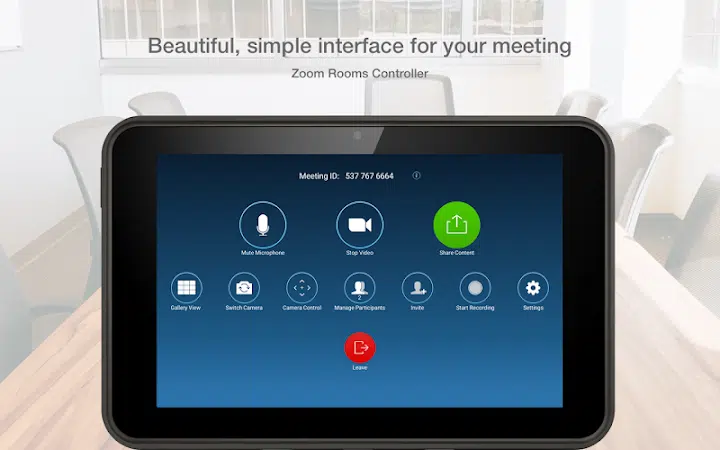 Beautiful, simple interface for your meeting
Zoom Rooms Controller
Meeting ID: 537 767 6664
Mute Microphone
Stop Video
Share Content
Gallery View
Switch Camera
Camera Control
2
Manage Participants
Invite
Start Recording
Settings
Leave